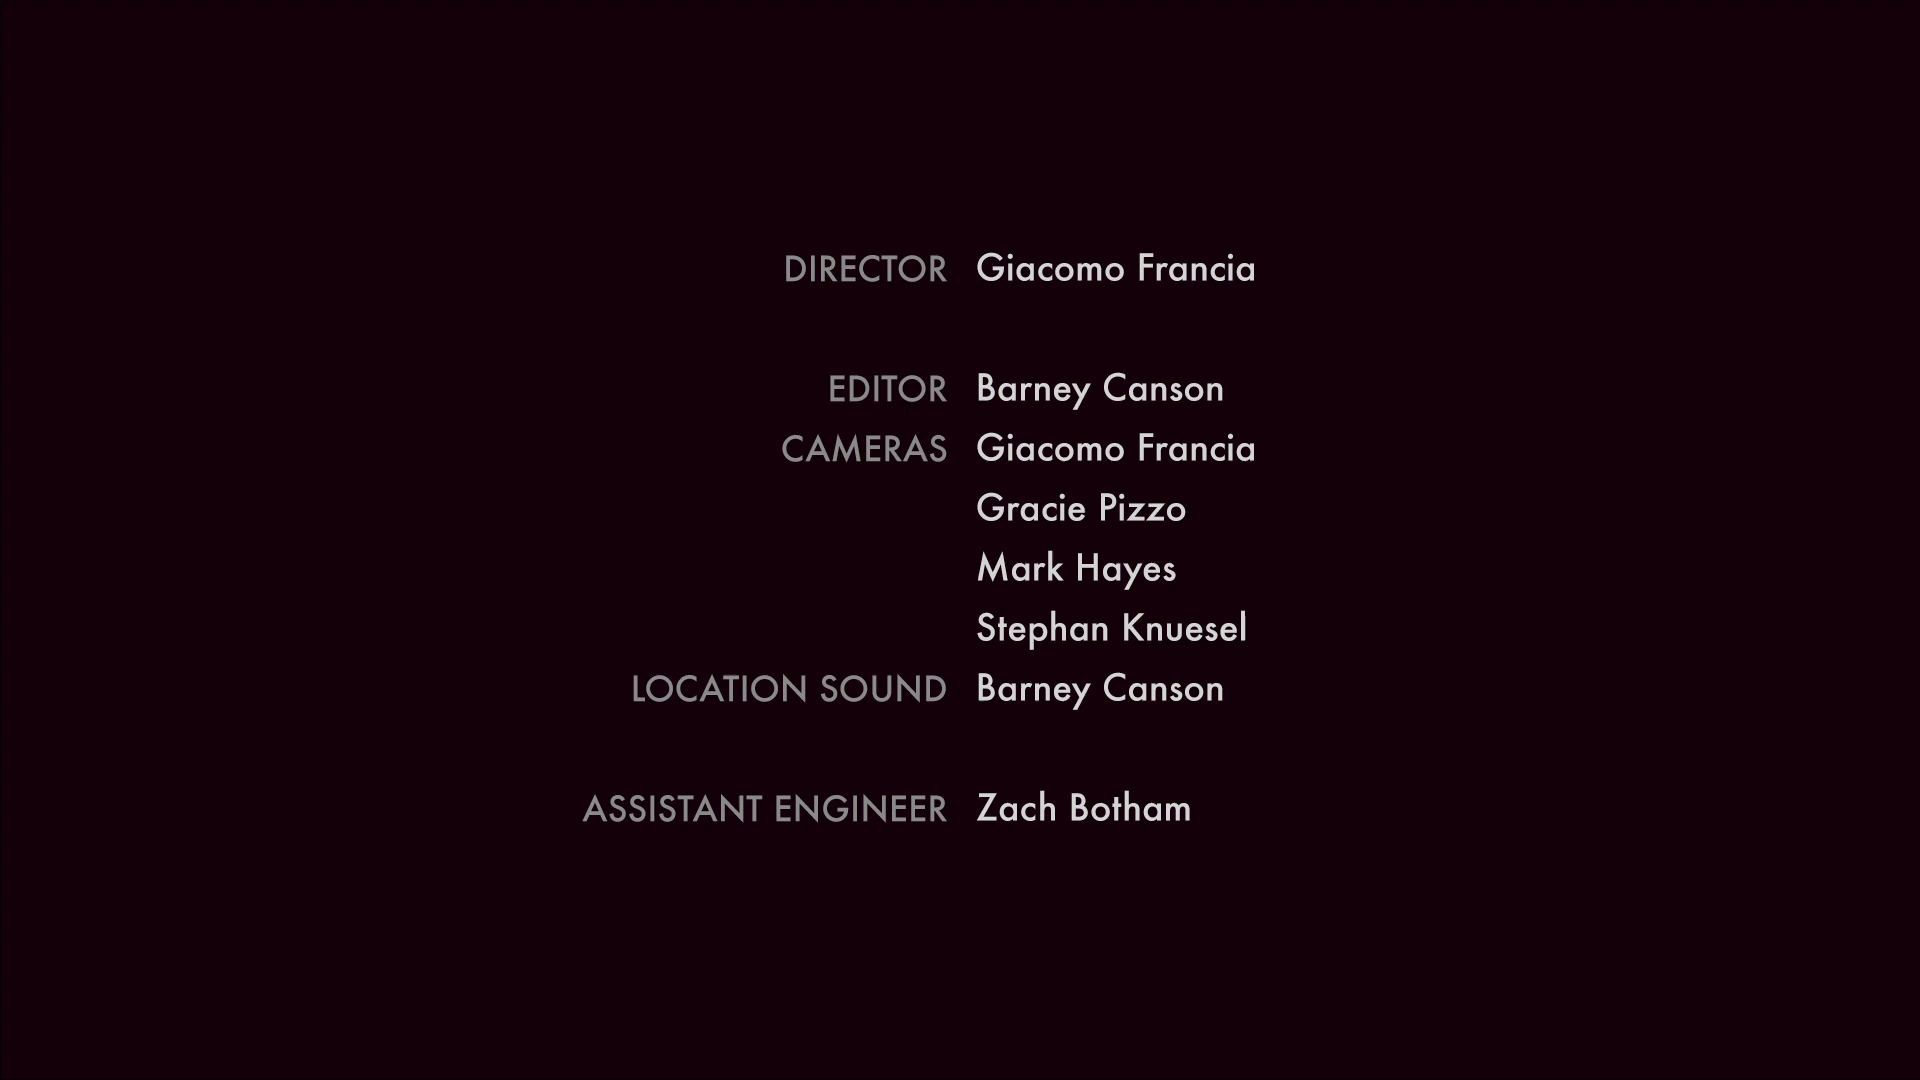 DIRECTOR Giacomo Francia
EDITOR Barney Canson
CAMERAS Giacomo Francia
Gracie Pizzo
Mark Hayes
Stephan Knuesel
LOCATION SOUND Barney Canson
ASSISTANT ENGINEER Zach Botham